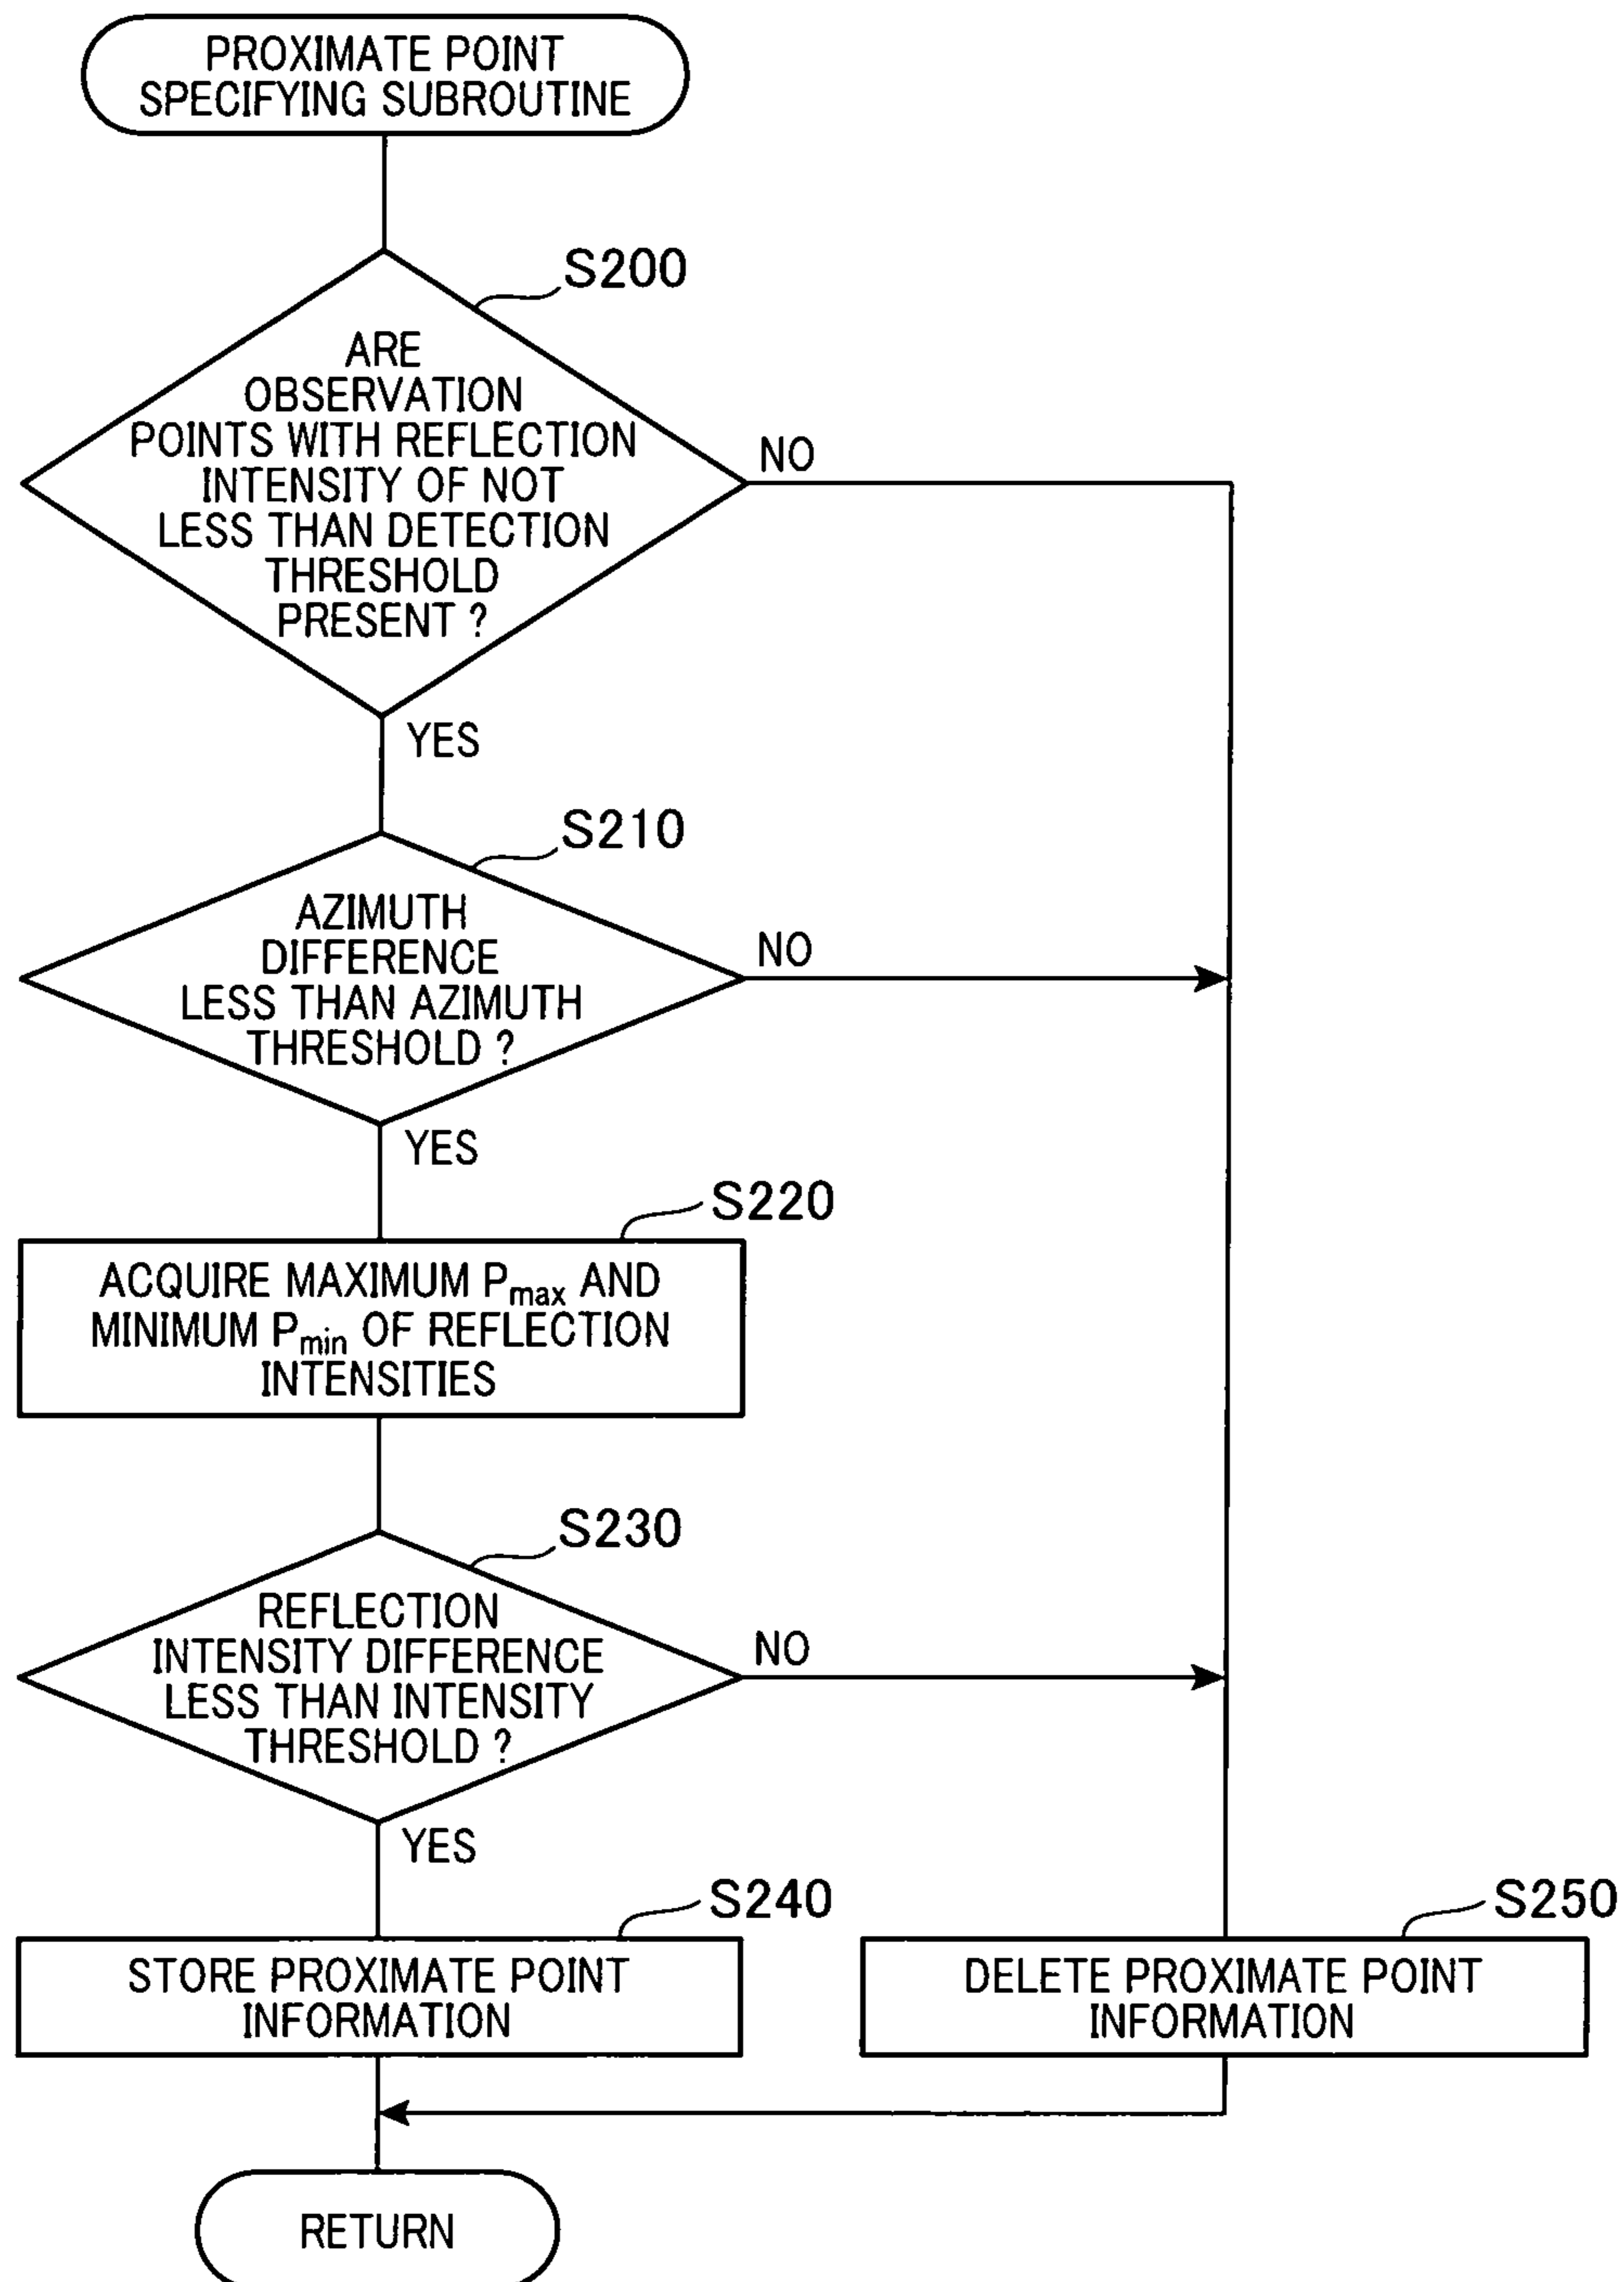 PROXIMATE POINT
SPECIFYING SUBROUTINE
S200
ARE
OBSERVATION
POINTS WITH REFLECTION
INTENSITY OF NOT
LESS THAN DETECTION
THRESHOLD
PRESENT ?
NO
YES
S210
AZIMUTH
DIFFERENCE
LESS THAN AZIMUTH
THRESHOLD ?
NO
YES
S220
ACQUIRE MAXIMUM Pmax AND
MINIMUM Pmin OF REFLECTION
INTENSITIES
S230
REFLECTION
INTENSITY DIFFERENCE
LESS THAN INTENSITY
THRESHOLD ?
NO
YES
S240
STORE PROXIMATE POINT
INFORMATION
S250
DELETE PROXIMATE POINT
INFORMATION
RETURN